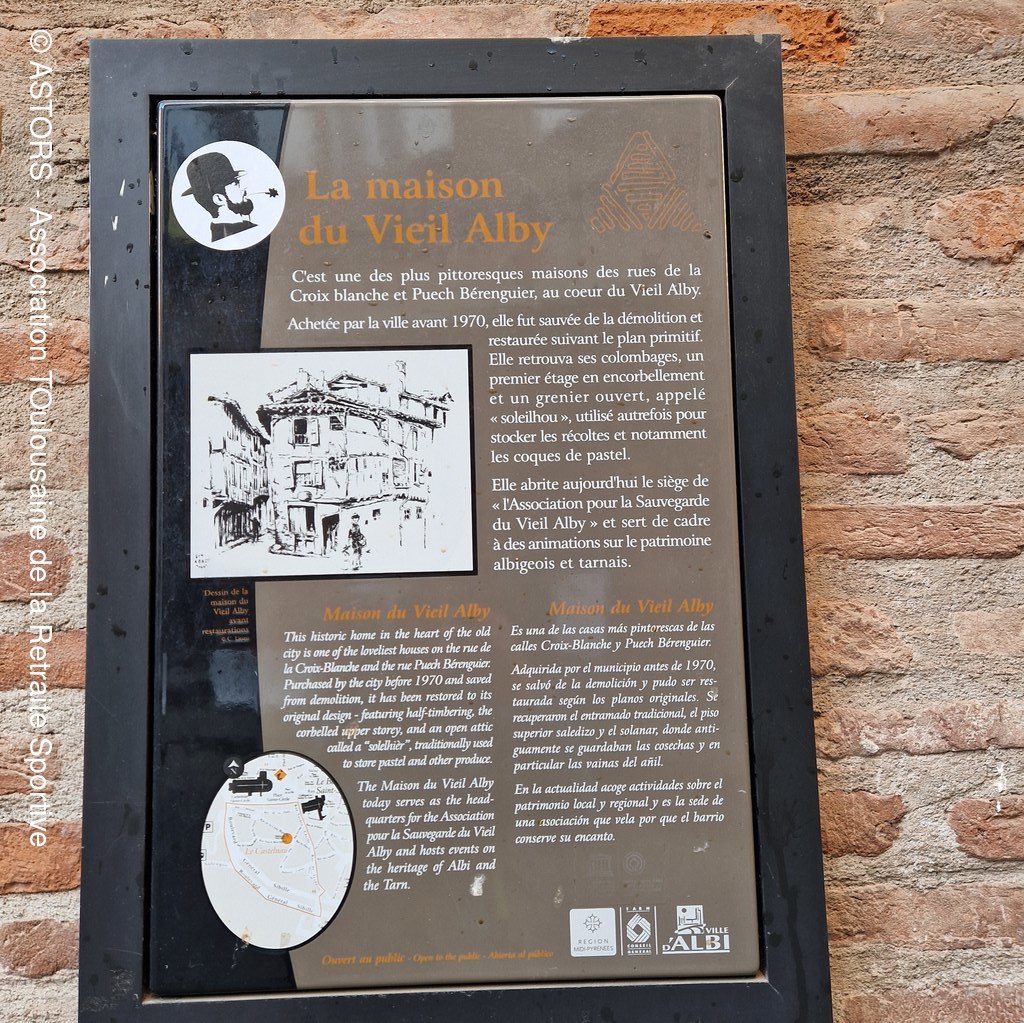 © ASTORS - Association TOulousane de la Retraite Sportive
La maison
du Vieil Alby
C'est une des plus pittoresques maisons des rues de la
Croix blanche et Puech Bérenguier, au coeur du Vieil Alby.
Achetée par la ville avant 1970, elle fut sauvée de la démolition et
restaurée suivant le plan primitif.
Elle retrouva ses colombages, un
premier étage en encorbellement
et un grenier ouvert, appelé
« soleilhou », utilisé autrefois pour
stocker les récoltes et notamment
les coques de pastel.
Elle abrite aujourd'hui le siège de
« l'Association pour la Sauvegarde
du Vieil Alby » et sert de cadre
à des animations sur le patrimoine
albigeois et tarnais.
Dessin de la
maison du
Vieil Alby
avant
restaurations
Maison du Vieil Alby
This historic home in the heart of the old
city is one of the loveliest houses on the rue de
la Croix-Blanche and the rue Puech Bérenguier.
Purchased by the city before 1970 and saved
from demolition, it has been restored to its
original design - featuring half-timbering, the
corbelled upper storey, and an open attic
called a "solelhièr", traditionally used
to store pastel and other produce.
The Maison du Vieil Alby
today serves as the head-
quarters for the Association
pour la Sauvegarde du Vieil
Alby and hosts events on
the heritage of Albi and
the Tarn.
Maison du Vieil Alby
Es una de las casas más pintorescas de las
calles Croix-Blanche y Puech Bérenguier.
Adquirida por el municipio antes de 1970,
se salvó de la demolición y pudo ser res-
taurada según los planos originales. Se
recuperaron el entramado tradicional, el piso
superior saledizo y el solanar, donde anti-
guamente se guardaban las cosechas y en
particular las vainas del añil.
En la actualidad acoge actividades sobre el
patrimonio local y regional y es la sede de
una asociación que vela por que el barrio
conserve su encanto.
P
Le Castelnau
Boulevard Général Sibille
Ouvert au public - Open to the public - Abierto al público
REGION
MIDI-PYRENEES
TARN
CONSEIL
GENERAL
VILLE
D'ALBI